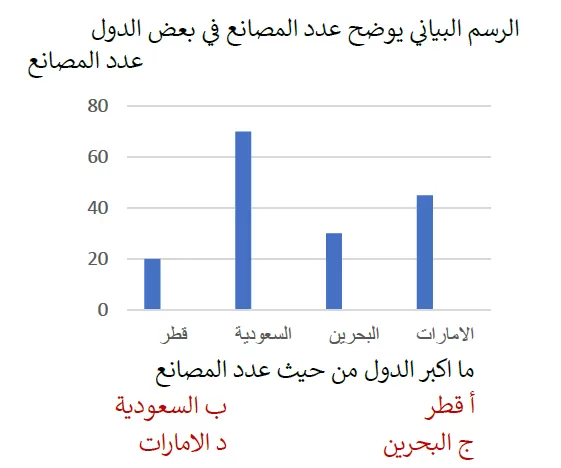 الرسم البياني يوضح عدد المصانع في بعض الدول
عدد المصانع
80
60
40
20
0
قطر السعودية البحرين الامارات
ما اكبر الدول من حيث عدد المصانع
أ قطر ب السعودية
ج البحرين د الامارات